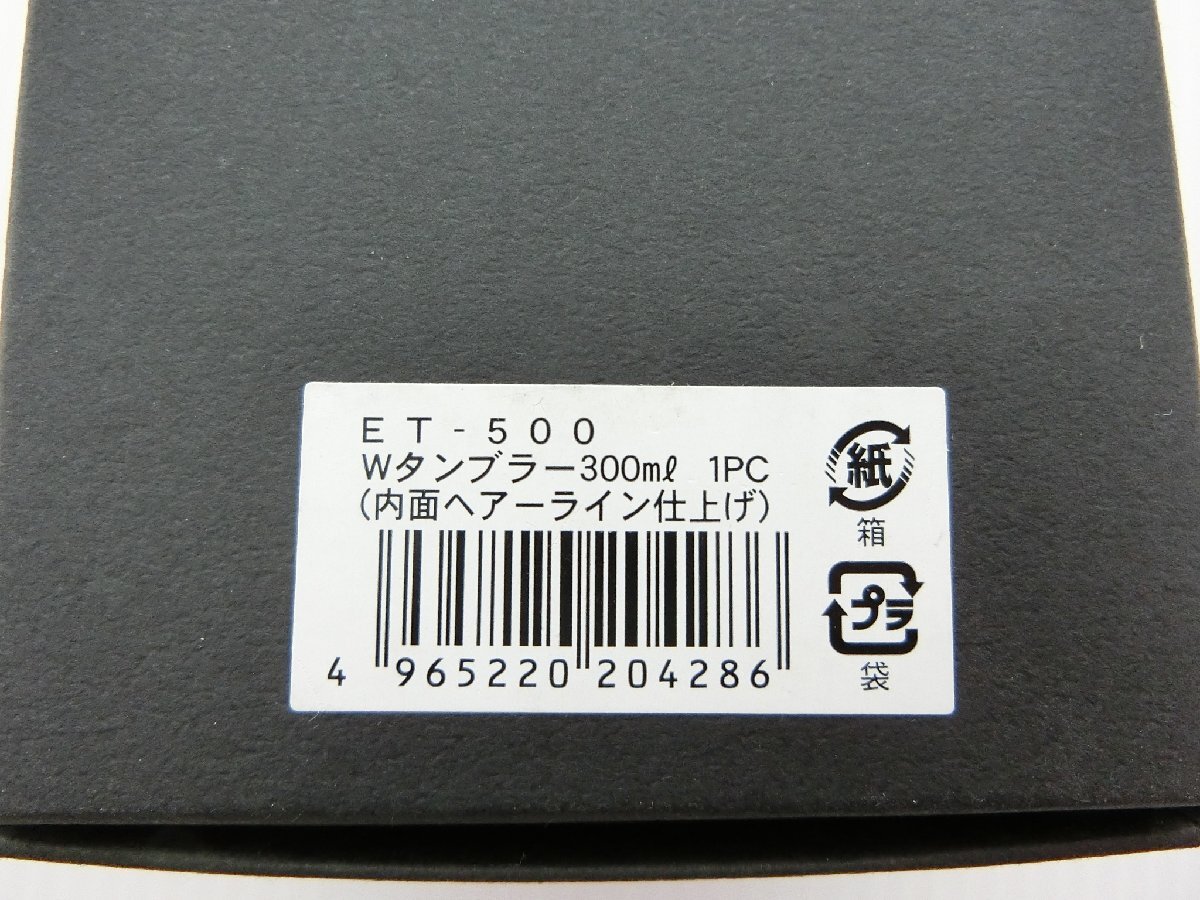 ET-500
Wタンブラー300㎖ 1PC
(内面ヘアーライン仕上げ)
4 965220 204286
紙
箱
プラ
袋